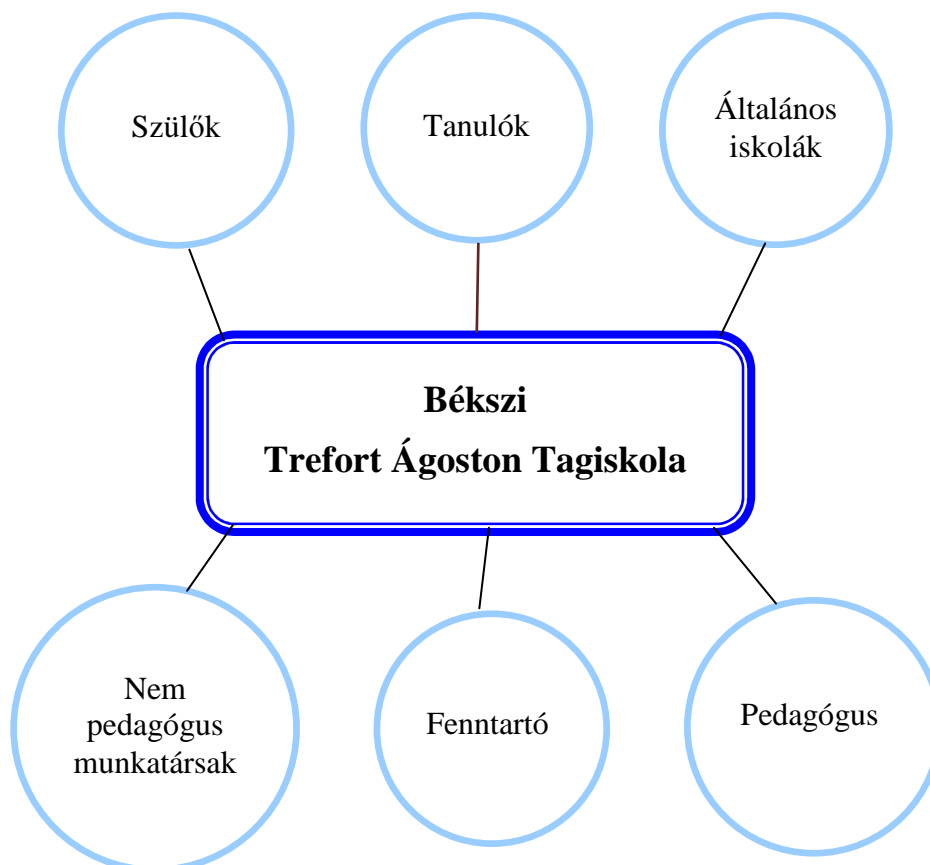 Szülők
Tanulók
Általános
iskolák
Békszi
Trefort Ágoston Tagiskola
Nem
pedagógus
munkatársak
Fenntartó
Pedagógus